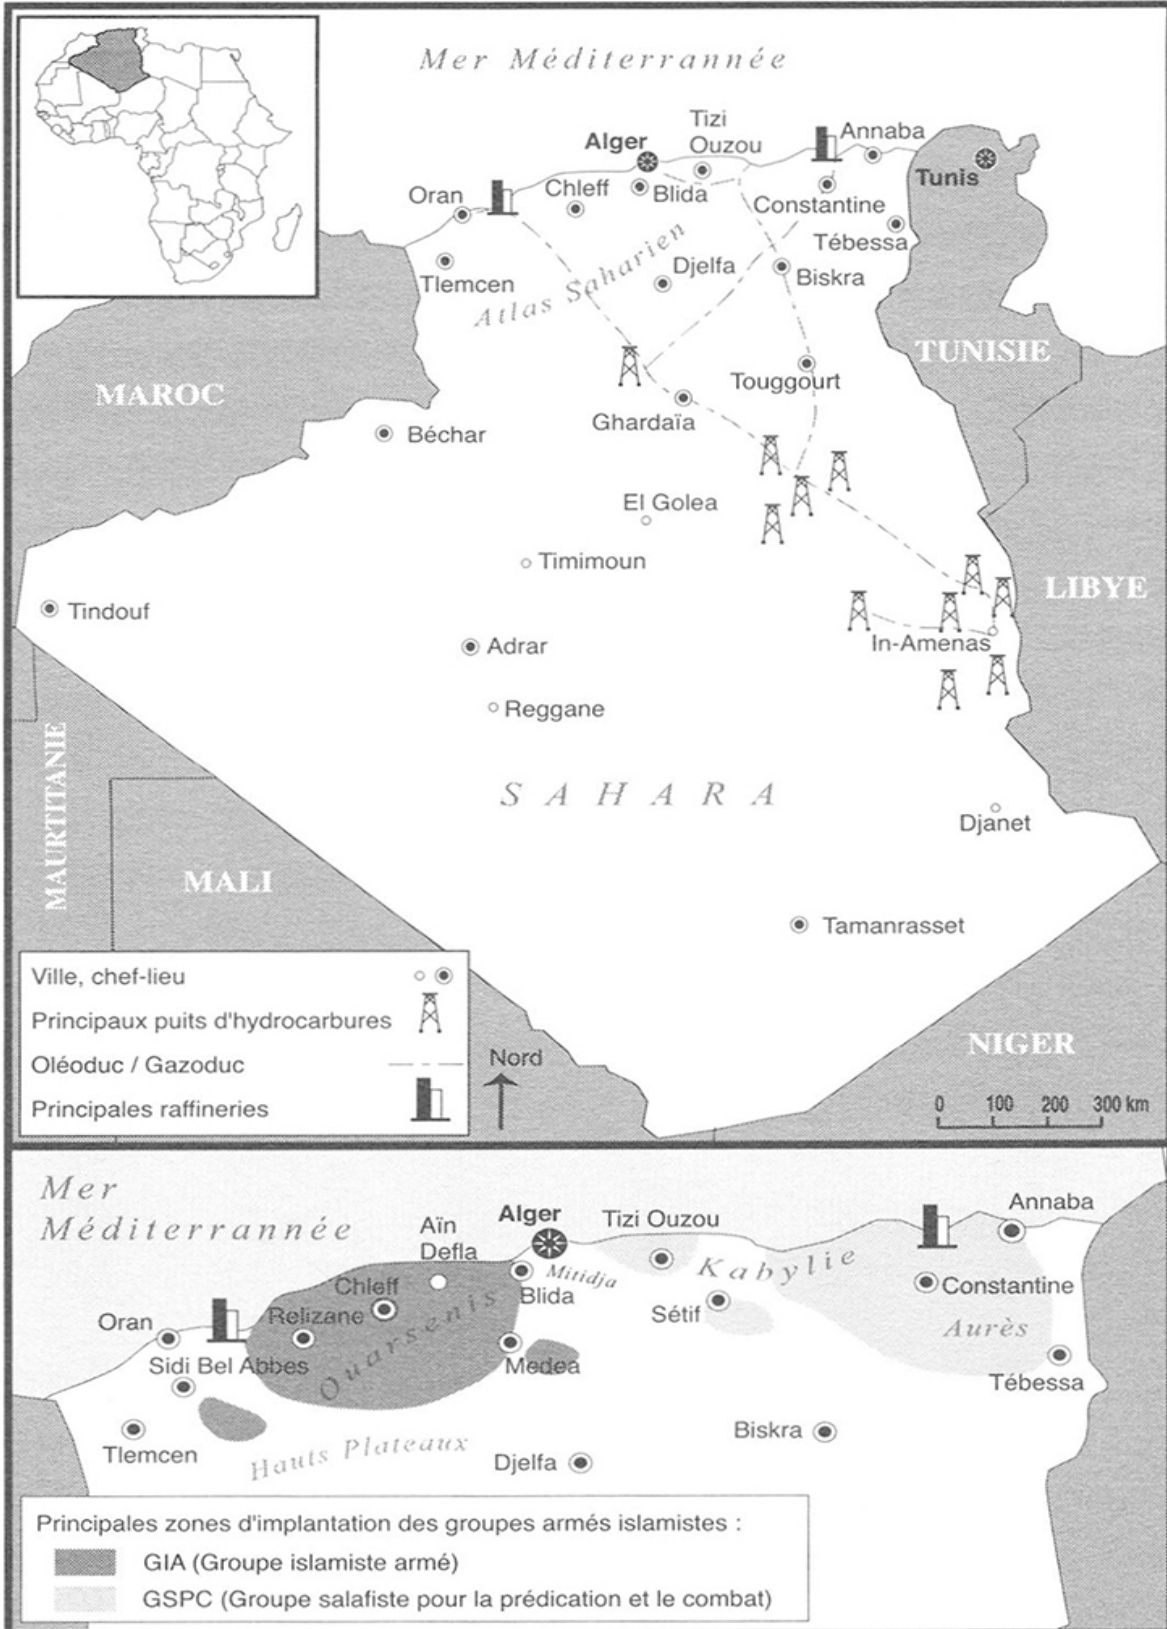 Mer Méditerrannée
Tizi
Ouzou
Annaba
Alger
Tunis
Chleff
Blida
Oran
Constantine
Tébessa
Tlemcen
Atlas Saharien
Djelfa
Biskra
TUNISIE
MAROC
Touggourt
Ghardaïa
Béchar
El Golea
Timimoun
LIBYE
Tindouf
In-Amenas
Adrar
Reggane
SAHARA
MAURTITANIE
Djanet
MALI
Tamanrasset
Ville, chef-lieu
Principaux puits d'hydrocarbures
Oléoduc / Gazoduc
Principales raffineries
Nord
NIGER
0 100 200 300 km
Mer
Méditerrannée
Alger
Tizi Ouzou
Annaba
Aïn
Defla
Mitidja
Kabylie
Chleff
Blida
Constantine
Oran
Relizane
Ouarsenis
Sétif
Aurès
Sidi Bel Abbes
Medea
Tébessa
Tlemcen
Hauts Plateaux
Djelfa
Biskra
Principales zones d'implantation des groupes armés islamistes :
GIA (Groupe islamiste armé)
GSPC (Groupe salafiste pour la prédication et le combat)